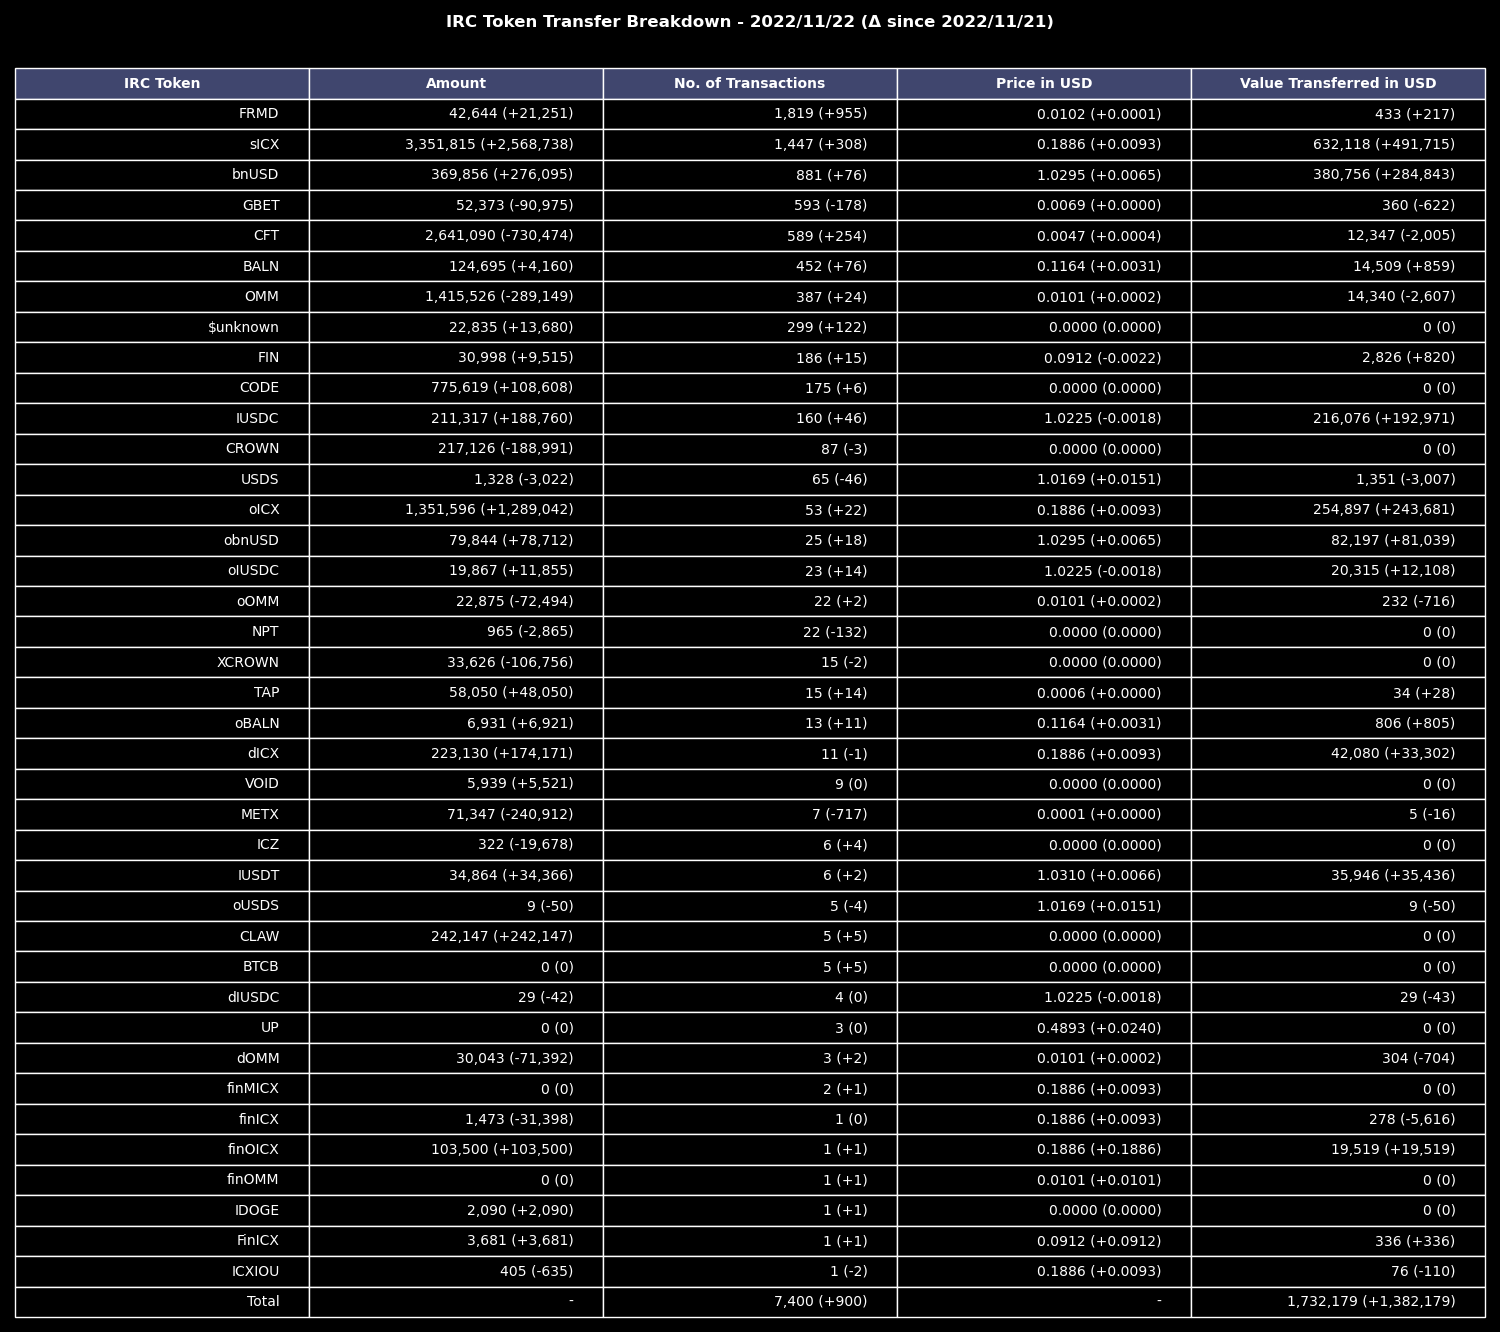 IRC Token Transfer Breakdown - 2022/11/22 (Δ since 2022/11/21)
IRC Token Amount No. of Transactions Price in USD Value Transferred in USD
FRMD 42,644 (+21,251) 1,819 (+955) 0.0102 (+0.0001) 433 (+217)
sICX 3,351,815 (+2,568,738) 1,447 (+308) 0.1886 (+0.0093) 632,118 (+491,715)
bnUSD 369,856 (+276,095) 881 (+76) 1.0295 (+0.0065) 380,756 (+284,843)
GBET 52,373 (-90,975) 593 (-178) 0.0069 (+0.0000) 360 (-622)
CFT 2,641,090 (-730,474) 589 (+254) 0.0047 (+0.0004) 12,347 (-2,005)
BALN 124,695 (+4,160) 452 (+76) 0.1164 (+0.0031) 14,509 (+859)
OMM 1,415,526 (-289,149) 387 (+24) 0.0101 (+0.0002) 14,340 (-2,607)
$unknown 22,835 (+13,680) 299 (+122) 0.0000 (0.0000) 0 (0)
FIN 30,998 (+9,515) 186 (+15) 0.0912 (-0.0022) 2,826 (+820)
CODE 775,619 (+108,608) 175 (+6) 0.0000 (0.0000) 0 (0)
IUSDC 211,317 (+188,760) 160 (+46) 1.0225 (-0.0018) 216,076 (+192,971)
CROWN 217,126 (-188,991) 87 (-3) 0.0000 (0.0000) 0 (0)
USDS 1,328 (-3,022) 65 (-46) 1.0169 (+0.0151) 1,351 (-3,007)
oICX 1,351,596 (+1,289,042) 53 (+22) 0.1886 (+0.0093) 254,897 (+243,681)
obnUSD 79,844 (+78,712) 25 (+18) 1.0295 (+0.0065) 82,197 (+81,039)
oIUSDC 19,867 (+11,855) 23 (+14) 1.0225 (-0.0018) 20,315 (+12,108)
oOMM 22,875 (-72,494) 22 (+2) 0.0101 (+0.0002) 232 (-716)
NPT 965 (-2,865) 22 (-132) 0.0000 (0.0000) 0 (0)
XCROWN 33,626 (-106,756) 15 (-2) 0.0000 (0.0000) 0 (0)
TAP 58,050 (+48,050) 15 (+14) 0.0006 (+0.0000) 34 (+28)
oBALN 6,931 (+6,921) 13 (+11) 0.1164 (+0.0031) 806 (+805)
dICX 223,130 (+174,171) 11 (-1) 0.1886 (+0.0093) 42,080 (+33,302)
VOID 5,939 (+5,521) 9 (0) 0.0000 (0.0000) 0 (0)
METX 71,347 (-240,912) 7 (-717) 0.0001 (+0.0000) 5 (-16)
ICZ 322 (-19,678) 6 (+4) 0.0000 (0.0000) 0 (0)
IUSDT 34,864 (+34,366) 6 (+2) 1.0310 (+0.0066) 35,946 (+35,436)
oUSDS 9 (-50) 5 (-4) 1.0169 (+0.0151) 9 (-50)
CLAW 242,147 (+242,147) 5 (+5) 0.0000 (0.0000) 0 (0)
BTCB 0 (0) 5 (+5) 0.0000 (0.0000) 0 (0)
dIUSDC 29 (-42) 4 (0) 1.0225 (-0.0018) 29 (-43)
UP 0 (0) 3 (0) 0.4893 (+0.0240) 0 (0)
dOMM 30,043 (-71,392) 3 (+2) 0.0101 (+0.0002) 304 (-704)
finMICX 0 (0) 2 (+1) 0.1886 (+0.0093) 0 (0)
finICX 1,473 (-31,398) 1 (0) 0.1886 (+0.0093) 278 (-5,616)
finOICX 103,500 (+103,500) 1 (+1) 0.1886 (+0.1886) 19,519 (+19,519)
finOMM 0 (0) 1 (+1) 0.0101 (+0.0101) 0 (0)
IDOGE 2,090 (+2,090) 1 (+1) 0.0000 (0.0000) 0 (0)
FinICX 3,681 (+3,681) 1 (+1) 0.0912 (+0.0912) 336 (+336)
ICXIOU 405 (-635) 1 (-2) 0.1886 (+0.0093) 76 (-110)
Total - 7,400 (+900) - 1,732,179 (+1,382,179)